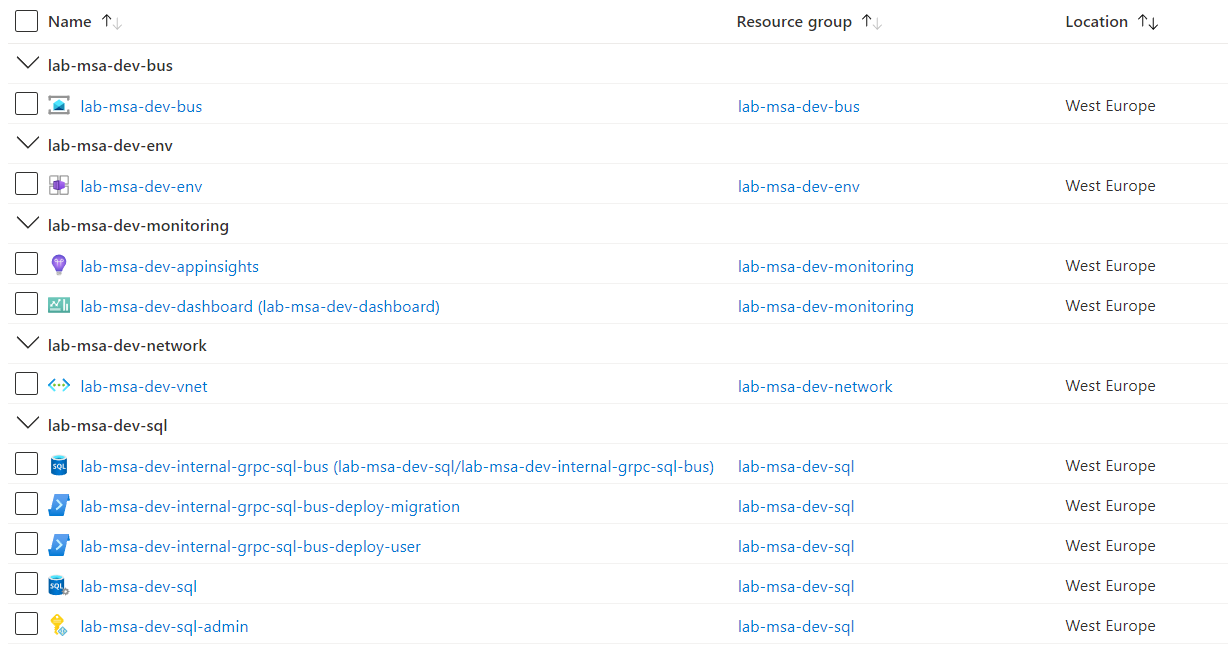 Name Resource group Location
lab-msa-dev-bus
lab-msa-dev-bus lab-msa-dev-bus West Europe
lab-msa-dev-env
lab-msa-dev-env lab-msa-dev-env West Europe
lab-msa-dev-monitoring
lab-msa-dev-appinsights lab-msa-dev-monitoring West Europe
lab-msa-dev-dashboard (lab-msa-dev-dashboard) lab-msa-dev-monitoring West Europe
lab-msa-dev-network
lab-msa-dev-vnet lab-msa-dev-network West Europe
lab-msa-dev-sql
SQL lab-msa-dev-internal-grpc-sql-bus (lab-msa-dev-sql/lab-msa-dev-internal-grpc-sql-bus) lab-msa-dev-sql West Europe
lab-msa-dev-internal-grpc-sql-bus-deploy-migration lab-msa-dev-sql West Europe
lab-msa-dev-internal-grpc-sql-bus-deploy-user lab-msa-dev-sql West Europe
SQL lab-msa-dev-sql lab-msa-dev-sql West Europe
lab-msa-dev-sql-admin lab-msa-dev-sql West Europe